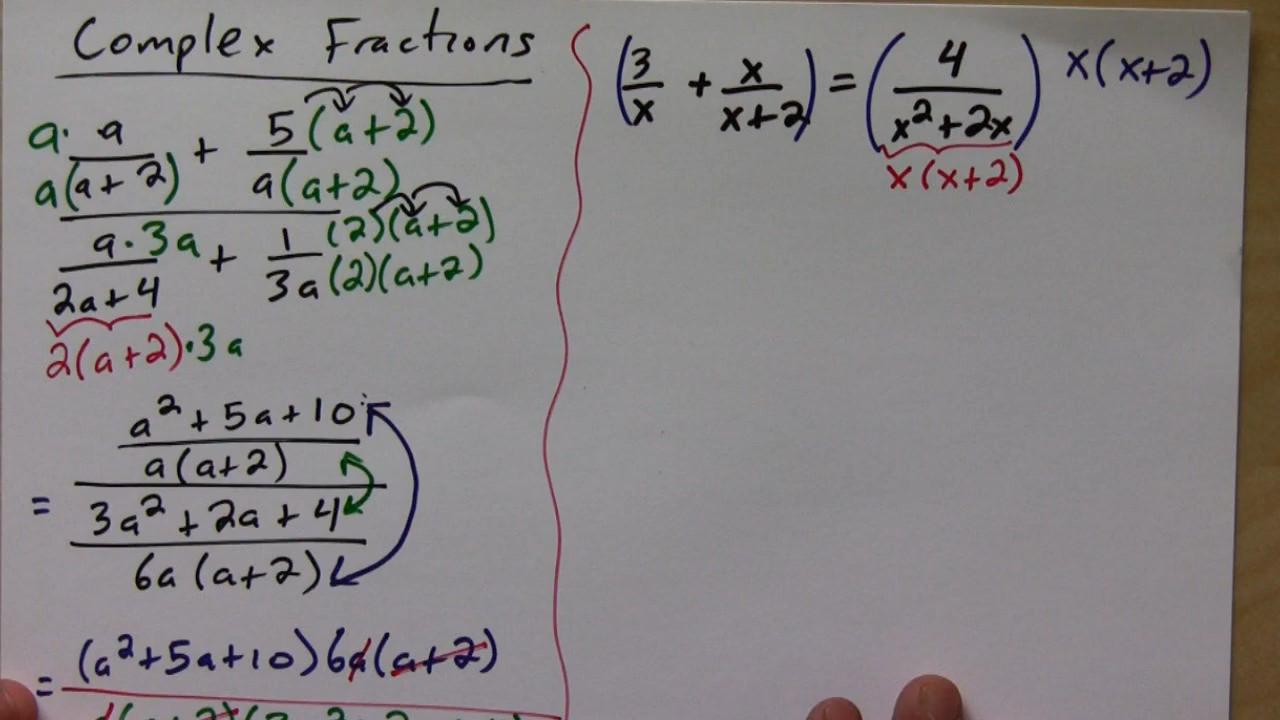 Complex Fractions
a· a/a(a+2) + 5(a+2)/a(a+2)
a·3a/2a+4 + 1(2)(a+2)/3a(2)(a+2)
2(a+2)·3a
a²+5a+10
a(a+2)
= 3a²+2a+4
6a(a+2)
= (a²+5a+10)6a(a+2)
(3/x + x/x+2) = (4/x²+2x) x(x+2)
x(x+2)